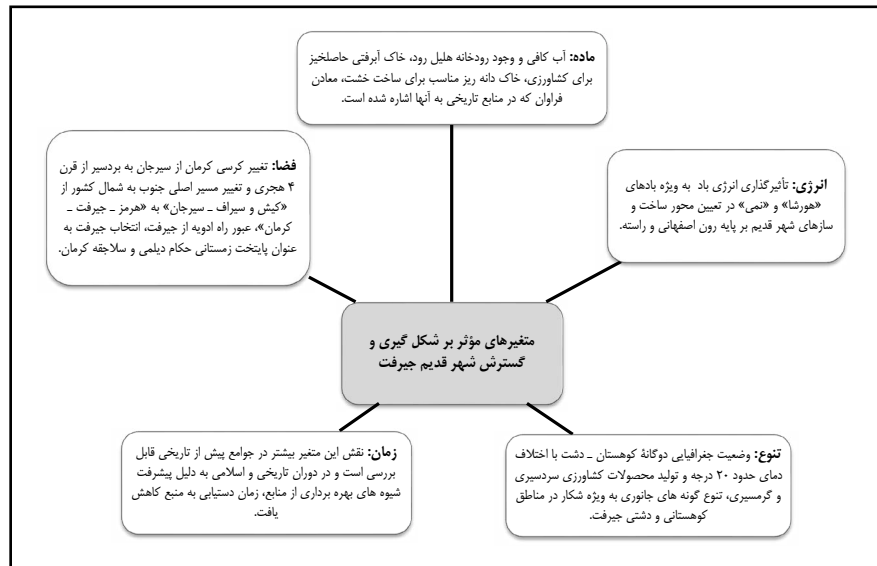 ماده: آب کافی و وجود رودخانه هلیل رود، خاک آبرفتی حاصلخیز
برای کشاورزی، خاک دانه ریز مناسب برای ساخت خشت، معادن
فراوان که در منابع تاریخی به آنها اشاره شده است.
انرژی: تأثیرگذاری انرژی باد به ویژه بادهای
«هورشا» و «نمی» در تعیین محور ساخت و
سازهای شهر قدیم بر پایه رون اصفهانی و راسته.
فضا: تغییر کرسی کرمان از سیرجان به بردسیر از قرن
۴ هجری و تغییر مسیر اصلی جنوب به شمال کشور از
«کیش و سیراف ـ سیرجان» به «هرمز ـ جیرفت ـ
کرمان»، عبور راه ادویه از جیرفت، انتخاب جیرفت به
عنوان پایتخت زمستانی حکام دیلمی و سلاجقه کرمان.
متغیرهای مؤثر بر شکل گیری و
گسترش شهر قدیم جیرفت
تنوع: وضعیت جغرافیایی دوگانۀ کوهستان ـ دشت با اختلاف
دمای حدود ۲۰ درجه و تولید محصولات کشاورزی سردسیری
و گرمسیری، تنوع گونه های جانوری به ویژه شکار در مناطق
کوهستانی و دشتی جیرفت.
زمان: نقش این متغیر بیشتر در جوامع پیش از تاریخی قابل
بررسی است و در دوران تاریخی و اسلامی به دلیل پیشرفت
شیوه های بهره برداری از منابع، زمان دستیابی به منبع کاهش
یافت.